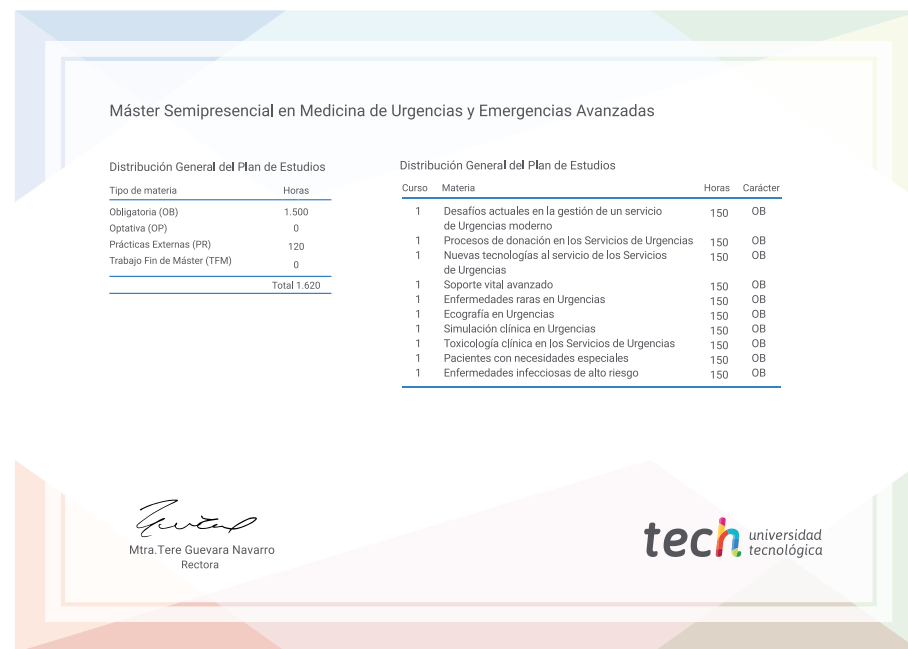 Máster Semipresencial en Medicina de Urgencias y Emergencias Avanzadas
Distribución General del Plan de Estudios
Tipo de materia Horas
Obligatoria (OB) 1.500
Optativa (OP) 0
Prácticas Externas (PR) 120
Trabajo Fin de Máster (TFM) 0
Total 1.620
Distribución General del Plan de Estudios
Curso Materia Horas Carácter
1 Desafíos actuales en la gestión de un servicio 150 OB
de Urgencias moderno
1 Procesos de donación en los Servicios de Urgencias 150 OB
1 Nuevas tecnologías al servicio de los Servicios 150 OB
de Urgencias
1 Soporte vital avanzado 150 OB
1 Enfermedades raras en Urgencias 150 OB
1 Ecografía en Urgencias 150 OB
1 Simulación clínica en Urgencias 150 OB
1 Toxicología clínica en los Servicios de Urgencias 150 OB
1 Pacientes con necesidades especiales 150 OB
1 Enfermedades infecciosas de alto riesgo 150 OB
Mtra.Tere Guevara Navarro
Rectora
tech universidad
tecnológica